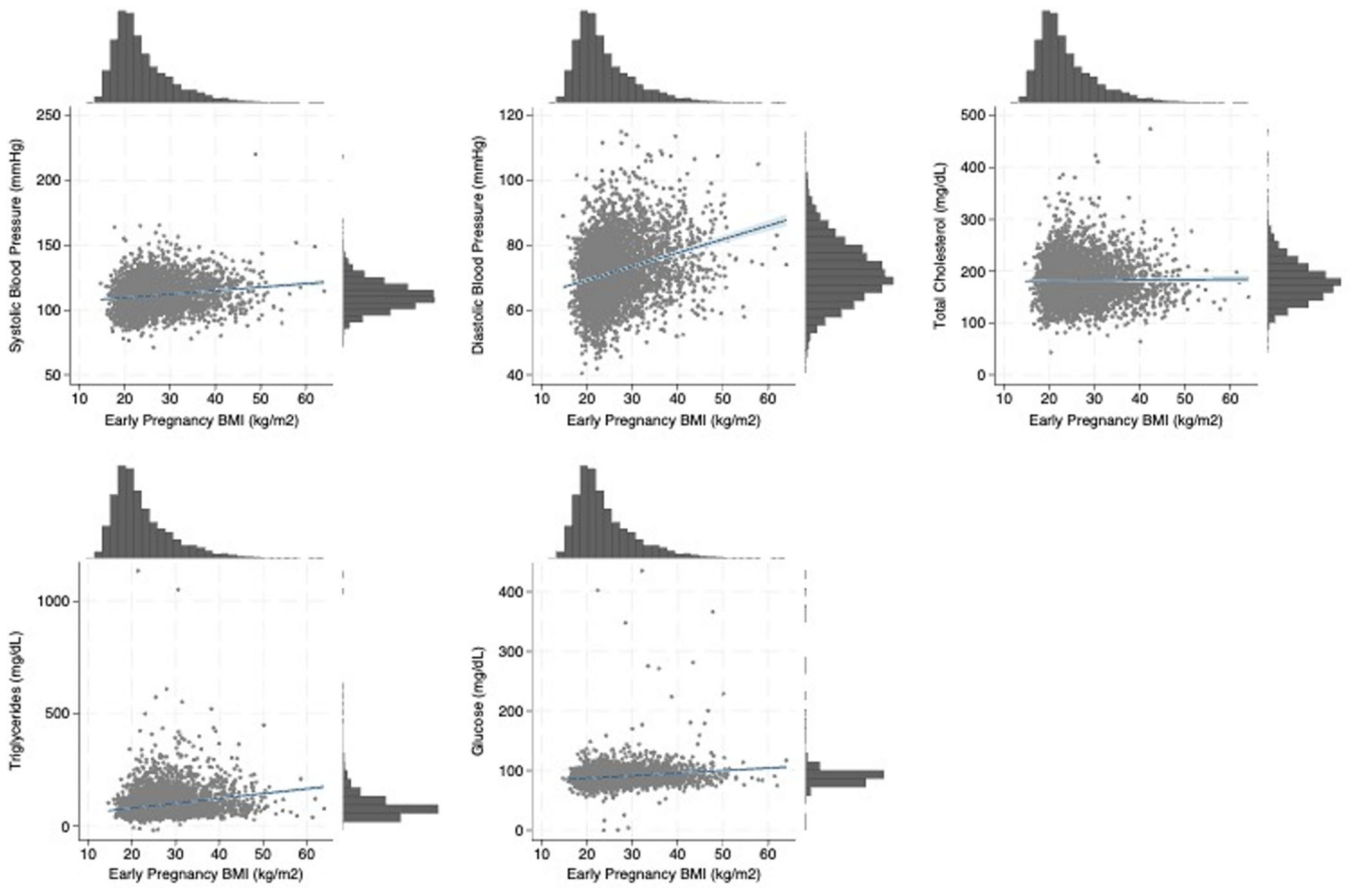 250
200
150
100
50
Systolic Blood Pressure (mmHg)
10 20 30 40 50 60
Early Pregnancy BMI (kg/m2)
120
100
80
60
40
Diastolic Blood Pressure (mmHg)
10 20 30 40 50 60
Early Pregnancy BMI (kg/m2)
500
400
300
200
100
0
Total Cholesterol (mg/dL)
10 20 30 40 50 60
Early Pregnancy BMI (kg/m2)
1000
500
0
Triglycerides (mg/dL)
10 20 30 40 50 60
Early Pregnancy BMI (kg/m2)
400
300
200
100
0
Glucose (mg/dL)
10 20 30 40 50 60
Early Pregnancy BMI (kg/m2)